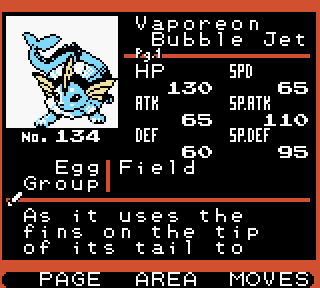 Vaporeon
Bubble Jet
Pg.1
HP 130 SPD 65
ATK 65 SP.ATK 110
DEF 60 SP.DEF 95
No. 134
Egg Group Field
As it uses the
fins on the tip
of its tail to
PAGE AREA MOVES